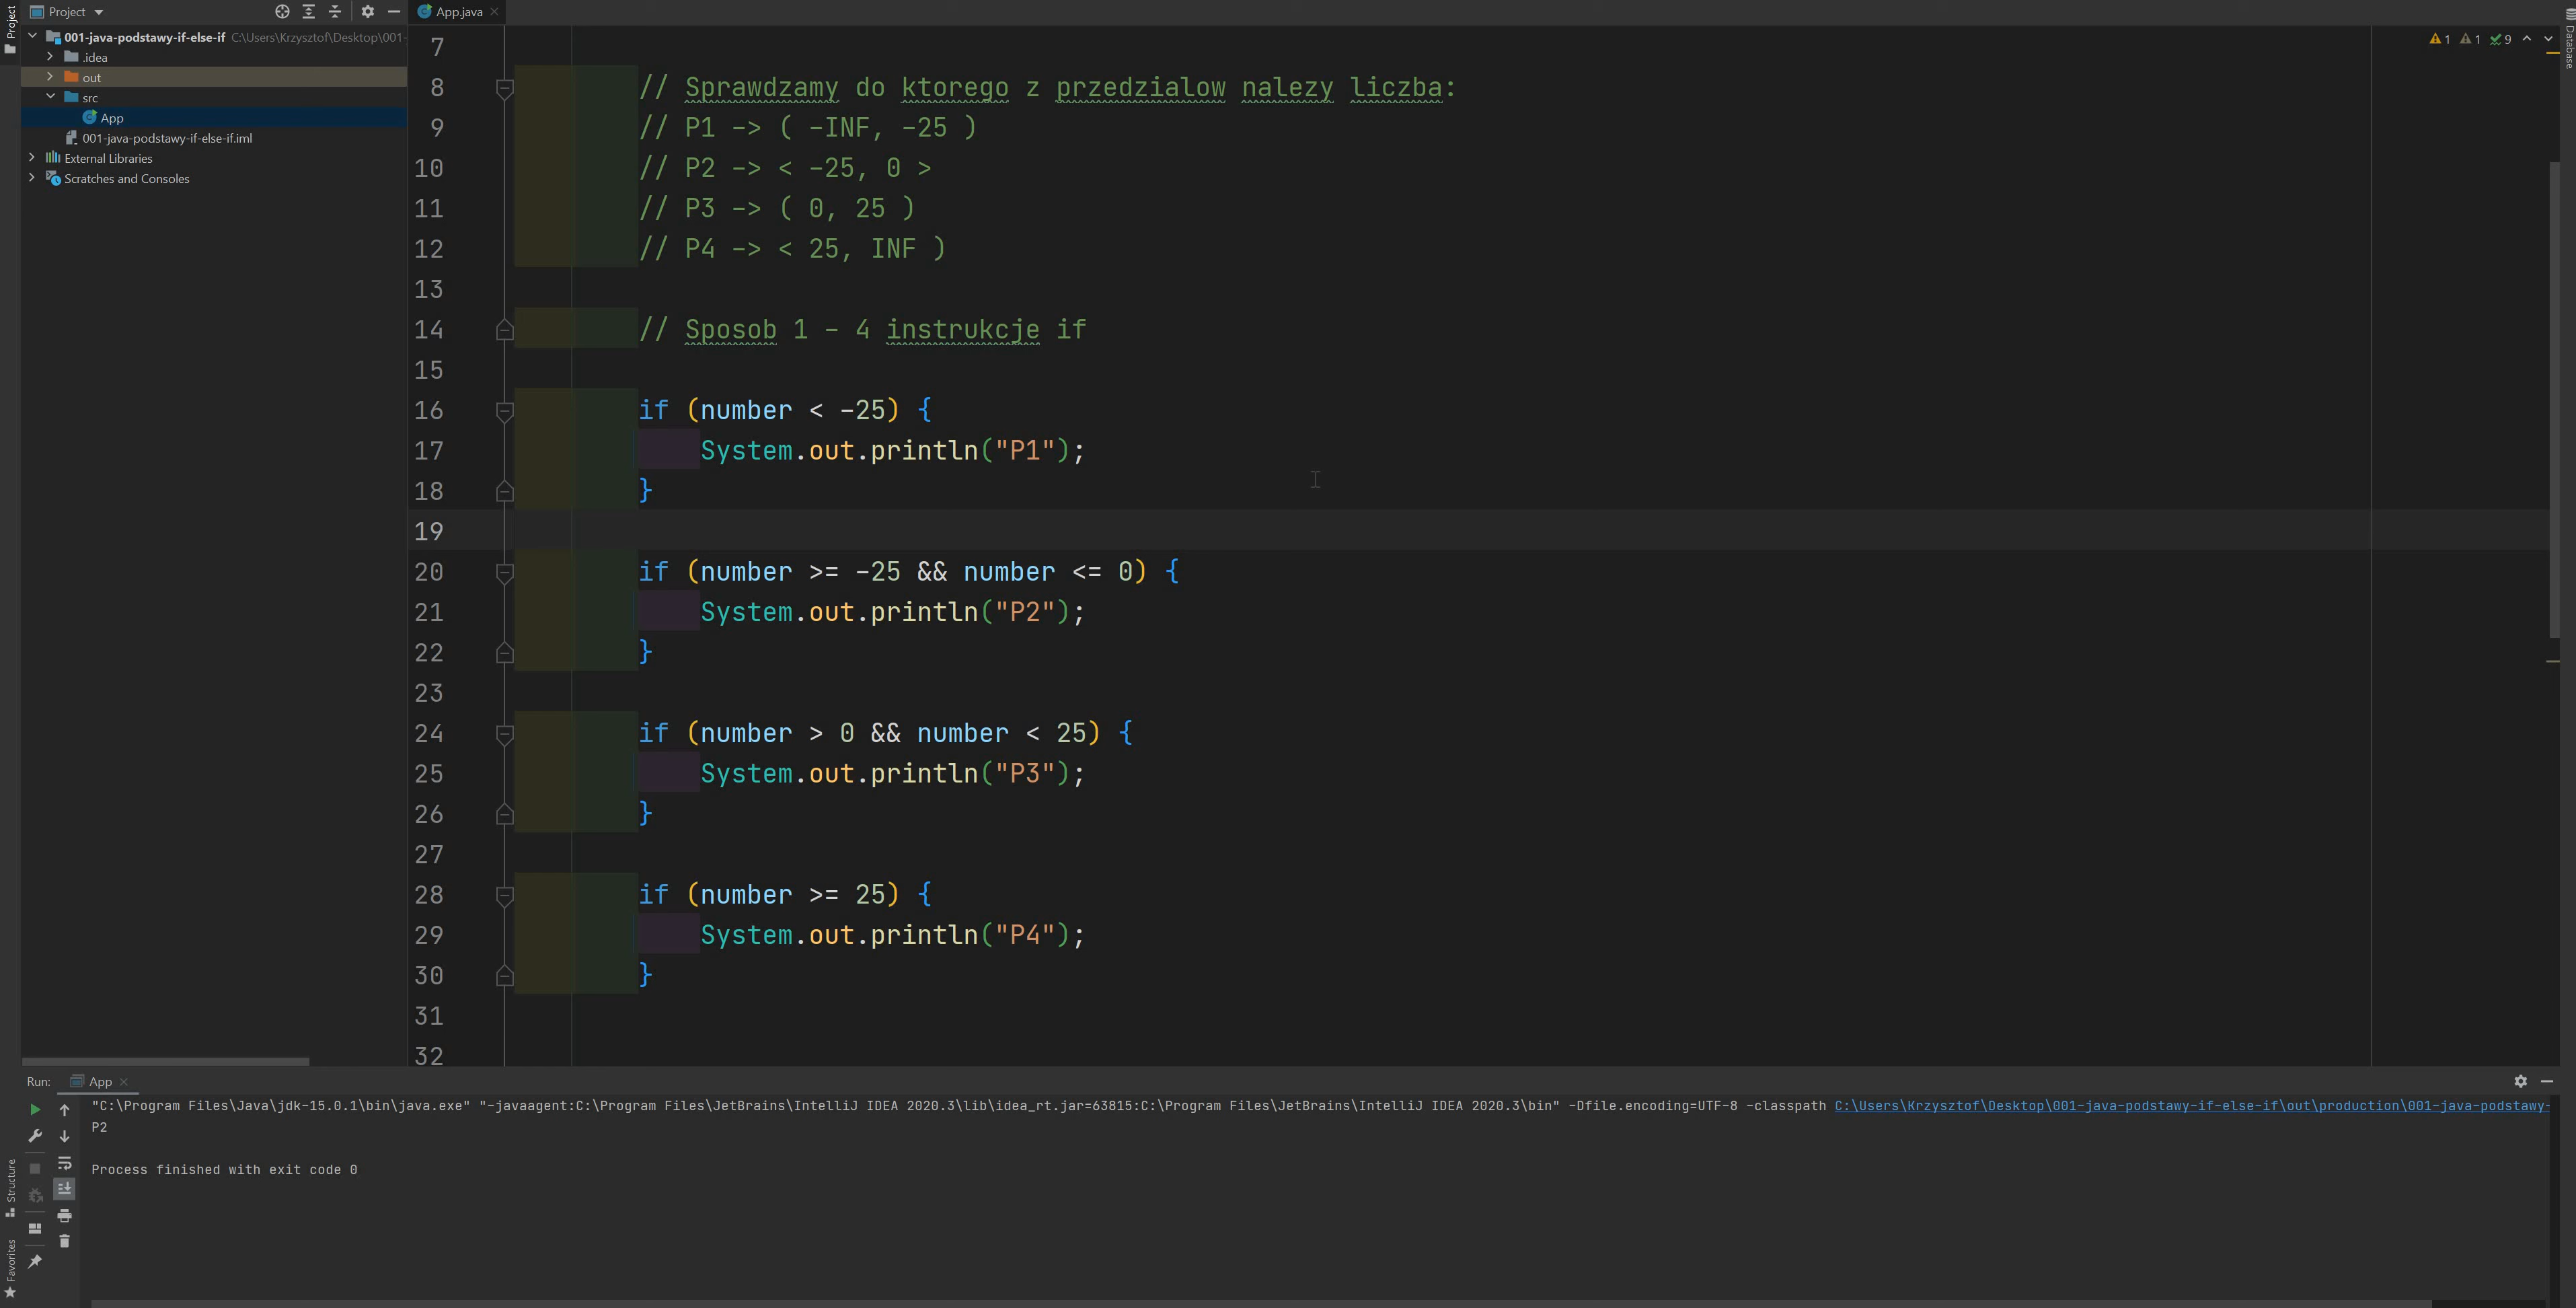 Project
Project
App.java
001-java-podstawy-if-else-if C:\Users\Krzysztof\Desktop\001-
.idea
out
src
App
001-java-podstawy-if-else-if.iml
External Libraries
Scratches and Consoles
1 1 9
Database
7
8 // Sprawdzamy do ktorego z przedzialow nalezy liczba:
9 // P1 -> ( -INF, -25 )
10 // P2 -> < -25, 0 >
11 // P3 -> ( 0, 25 )
12 // P4 -> < 25, INF )
13
14 // Sposob 1 - 4 instrukcje if
15
16 if (number < -25) {
17 System.out.println("P1");
18 }
19
20 if (number >= -25 && number <= 0) {
21 System.out.println("P2");
22 }
23
24 if (number > 0 && number < 25) {
25 System.out.println("P3");
26 }
27
28 if (number >= 25) {
29 System.out.println("P4");
30 }
31
32
Run: App
"C:\Program Files\Java\jdk-15.0.1\bin\java.exe" "-javaagent:C:\Program Files\JetBrains\IntelliJ IDEA 2020.3\lib\idea_rt.jar=63815:C:\Program Files\JetBrains\IntelliJ IDEA 2020.3\bin" -Dfile.encoding=UTF-8 -classpath C:\Users\Krzysztof\Desktop\001-java-podstawy-if-else-if\out\production\001-java-podstawy-
P2
Process finished with exit code 0
Structure
Favorites